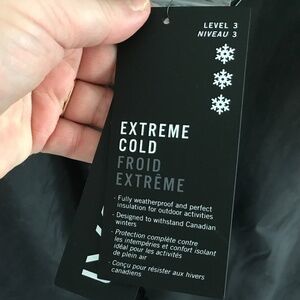 LEVEL 3
NIVEAU 3
EXTREME
COLD
FROID
EXTRÊME
- Fully weatherproof and perfect
insulation for outdoor activities
- Designed to withstand Canadian
winters
- Protection complète contre
les intempéries et confort isolant
idéal pour les activités
de plein air
- Conçu pour résister aux hivers
canadiens